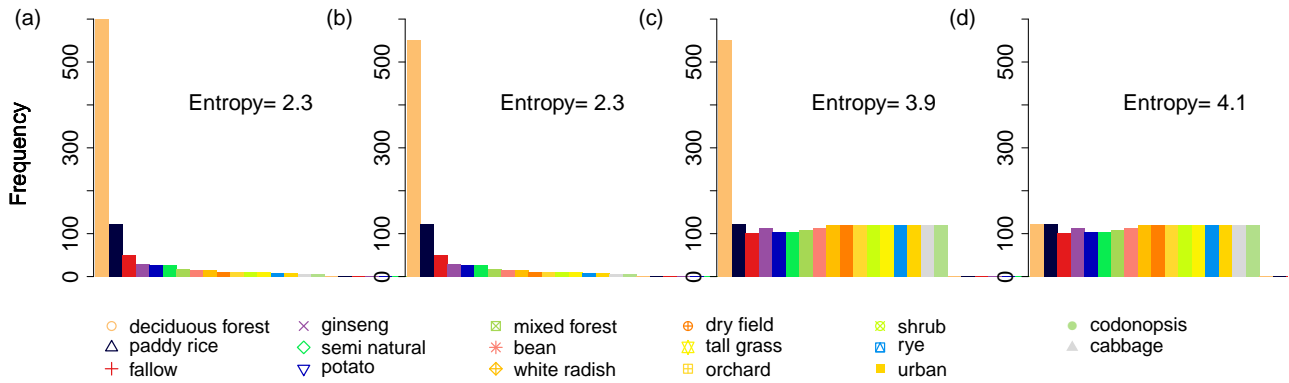 (a) (b) (c) (d)
Frequency
0 100 300 500
Entropy= 2.3
0 100 300 500
Entropy= 2.3
0 100 300 500
Entropy= 3.9
0 100 300 500
Entropy= 4.1
deciduous forest ginseng mixed forest dry field shrub codonopsis
paddy rice semi natural bean tall grass rye cabbage
fallow potato white radish orchard urban